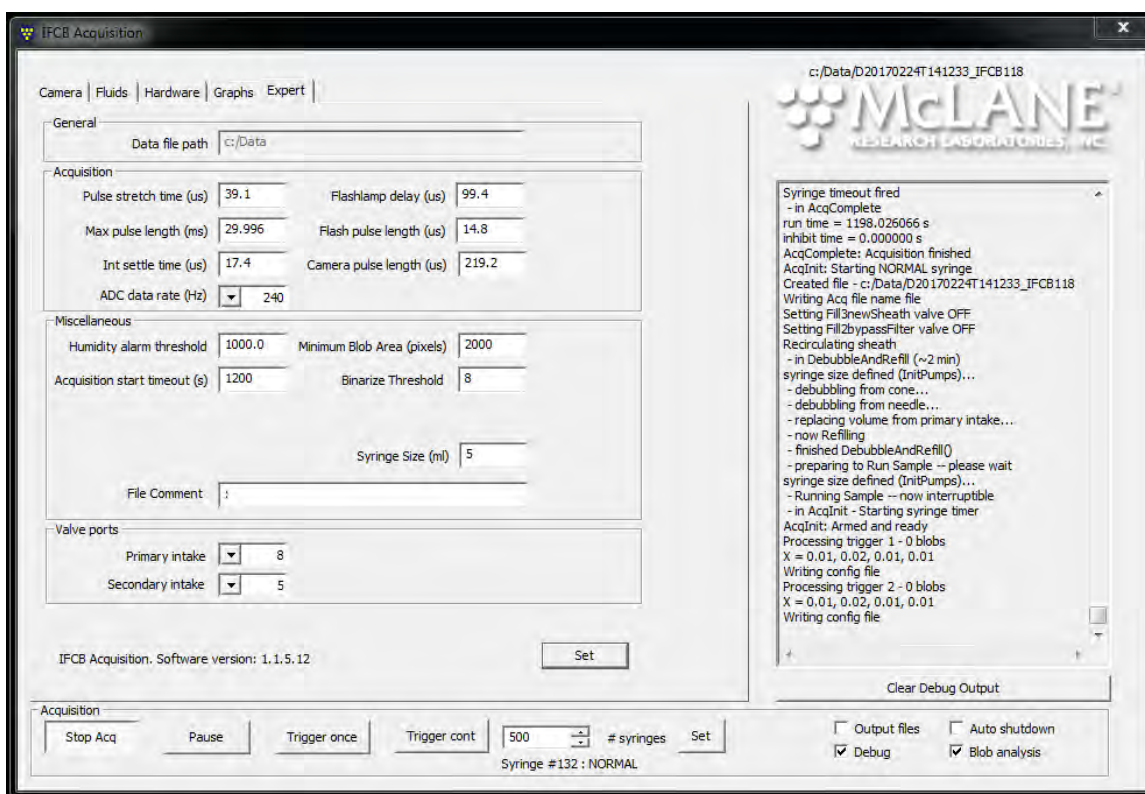 IFCB Acquisition
X
Camera Fluids Hardware Graphs Expert
General
Data file path c:/Data
Acquisition
Pulse stretch time (us) 39.1 Flashlamp delay (us) 99.4
Max pulse length (ms) 29.996 Flash pulse length (us) 14.8
Int settle time (us) 17.4 Camera pulse length (us) 219.2
ADC data rate (Hz) 240
Miscellaneous
Humidity alarm threshold 1000.0 Minimum Blob Area (pixels) 2000
Acquisition start timeout (s) 1200 Binarize Threshold 8
Syringe Size (ml) 5
File Comment :
Valve ports
Primary intake 8
Secondary intake 5
IFCB Acquisition. Software version: 1.1.5.12 Set
c:/Data/D20170224T141233_IFCB118
McLANE
RESEARCH LABORATORIES, INC.
Syringe timeout fired
- in AcqComplete
run time = 1198.026066 s
inhibit time = 0.000000 s
AcqComplete: Acquisition finished
AcqInit: Starting NORMAL syringe
Created file - c:/Data/D20170224T141233_IFCB118
Writing Acq file name file
Setting Fill3newSheath valve OFF
Setting Fill2bypassFilter valve OFF
Recirculating sheath
- in DebubbleAndRefill (~2 min)
syringe size defined (InitPumps)...
- debubbling from cone...
- debubbling from needle...
- replacing volume from primary intake...
- now Refilling
- finished DebubbleAndRefill()
- preparing to Run Sample -- please wait
syringe size defined (InitPumps)...
- Running Sample -- now interruptible
- in AcqInit - Starting syringe timer
AcqInit: Armed and ready
Processing trigger 1 - 0 blobs
X = 0.01, 0.02, 0.01, 0.01
Writing config file
Processing trigger 2 - 0 blobs
X = 0.01, 0.02, 0.01, 0.01
Writing config file
Clear Debug Output
Acquisition
Stop Acq Pause Trigger once Trigger cont 500 # syringes Set
Syringe #132 : NORMAL
Output files Auto shutdown
Debug Blob analysis